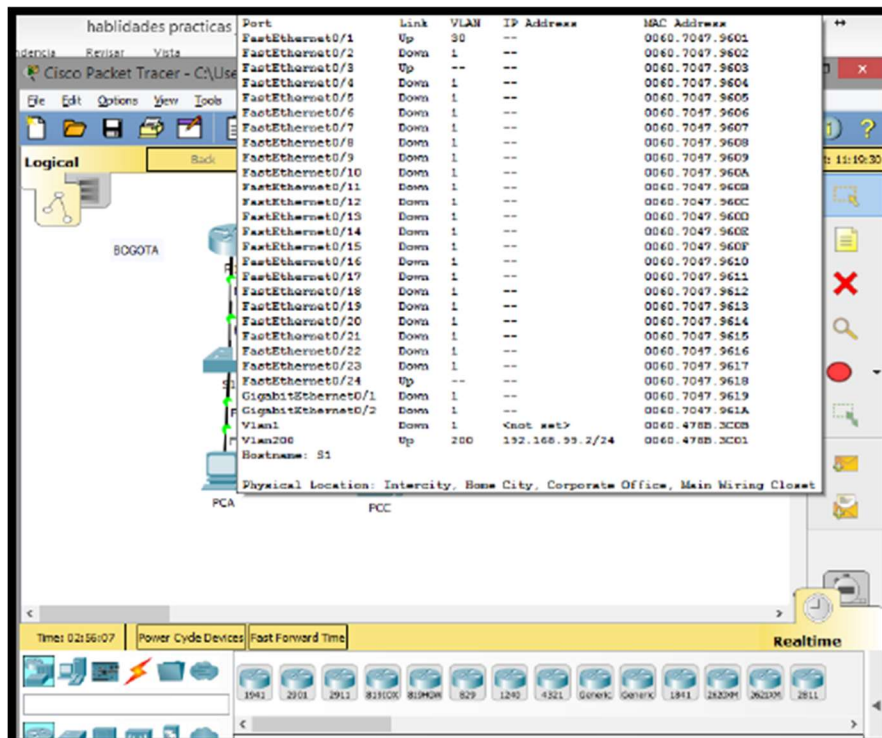 hablidades practicas
ndencia Revisar Vista
Cisco Packet Tracer - C:\Use
File Edit Options View Tools
Logical Back : 11:19:30
Port Link VLAN IP Address MAC Address
FastEthernet0/1 Up 30 -- 0060.7047.9601
FastEthernet0/2 Down 1 -- 0060.7047.9602
FastEthernet0/3 Up -- -- 0060.7047.9603
FastEthernet0/4 Down 1 -- 0060.7047.9604
FastEthernet0/5 Down 1 -- 0060.7047.9605
FastEthernet0/6 Down 1 -- 0060.7047.9606
FastEthernet0/7 Down 1 -- 0060.7047.9607
FastEthernet0/8 Down 1 -- 0060.7047.9608
FastEthernet0/9 Down 1 -- 0060.7047.9609
FastEthernet0/10 Down 1 -- 0060.7047.960A
FastEthernet0/11 Down 1 -- 0060.7047.960B
FastEthernet0/12 Down 1 -- 0060.7047.960C
FastEthernet0/13 Down 1 -- 0060.7047.960D
FastEthernet0/14 Down 1 -- 0060.7047.960E
FastEthernet0/15 Down 1 -- 0060.7047.960F
FastEthernet0/16 Down 1 -- 0060.7047.9610
FastEthernet0/17 Down 1 -- 0060.7047.9611
FastEthernet0/18 Down 1 -- 0060.7047.9612
FastEthernet0/19 Down 1 -- 0060.7047.9613
FastEthernet0/20 Down 1 -- 0060.7047.9614
FastEthernet0/21 Down 1 -- 0060.7047.9615
FastEthernet0/22 Down 1 -- 0060.7047.9616
FastEthernet0/23 Down 1 -- 0060.7047.9617
FastEthernet0/24 Up -- -- 0060.7047.9618
GigabitEthernet0/1 Down 1 -- 0060.7047.9619
GigabitEthernet0/2 Down 1 -- 0060.7047.961A
Vlan1 Down 1 <not set> 0060.478B.3C0B
Vlan200 Up 200 192.168.99.2/24 0060.478B.3C01
Hostname: S1
Physical Location: Intercity, Home City, Corporate Office, Main Wiring Closet
BOGOTA
PCA
PCC
Time: 02:56:07 Power Cycle Devices Fast Forward Time
Realtime
1941 2901 2911 819IOX 819HGW 829 1240 4321 Generic Generic 1841 2620XM 2621XM 2811